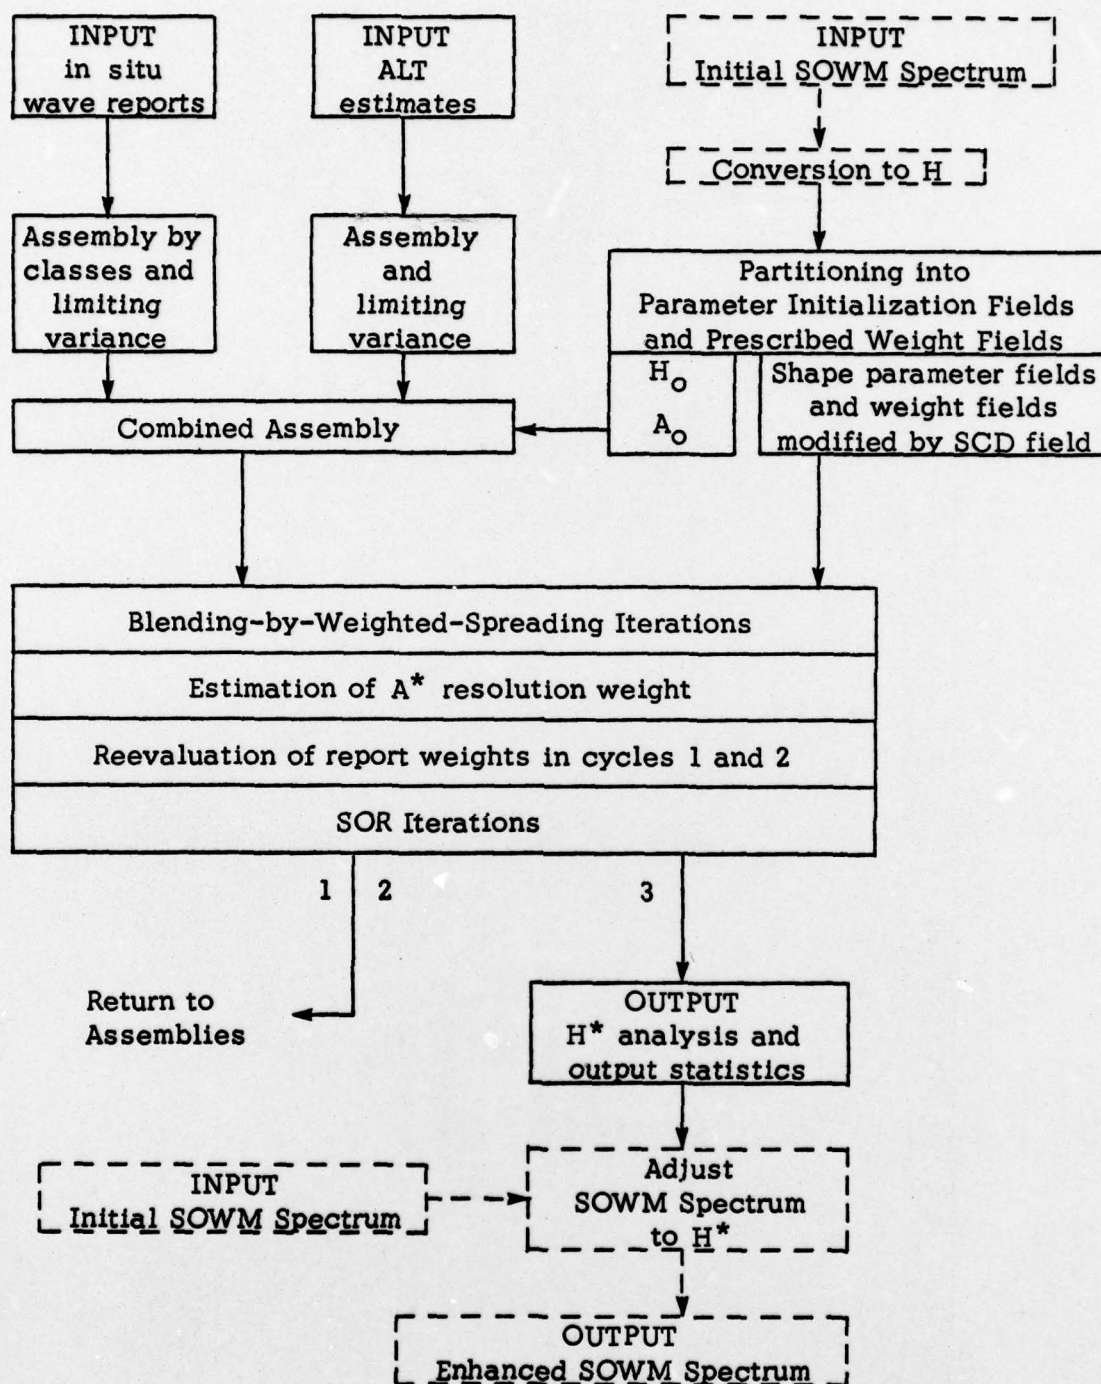 INPUT
in situ
wave reports
INPUT
ALT
estimates
INPUT
Initial SOWM Spectrum
Conversion to H
Assembly by
classes and
limiting
variance
Assembly
and
limiting
variance
Partitioning into
Parameter Initialization Fields
and Prescribed Weight Fields
Ho
Ao
Shape parameter fields
and weight fields
modified by SCD field
Combined Assembly
Blending-by-Weighted-Spreading Iterations
Estimation of A* resolution weight
Reevaluation of report weights in cycles 1 and 2
SOR Iterations
1 2
3
Return to
Assemblies
OUTPUT
H* analysis and
output statistics
INPUT
Initial SOWM Spectrum
Adjust
SOWM Spectrum
to H*
OUTPUT
Enhanced SOWM Spectrum